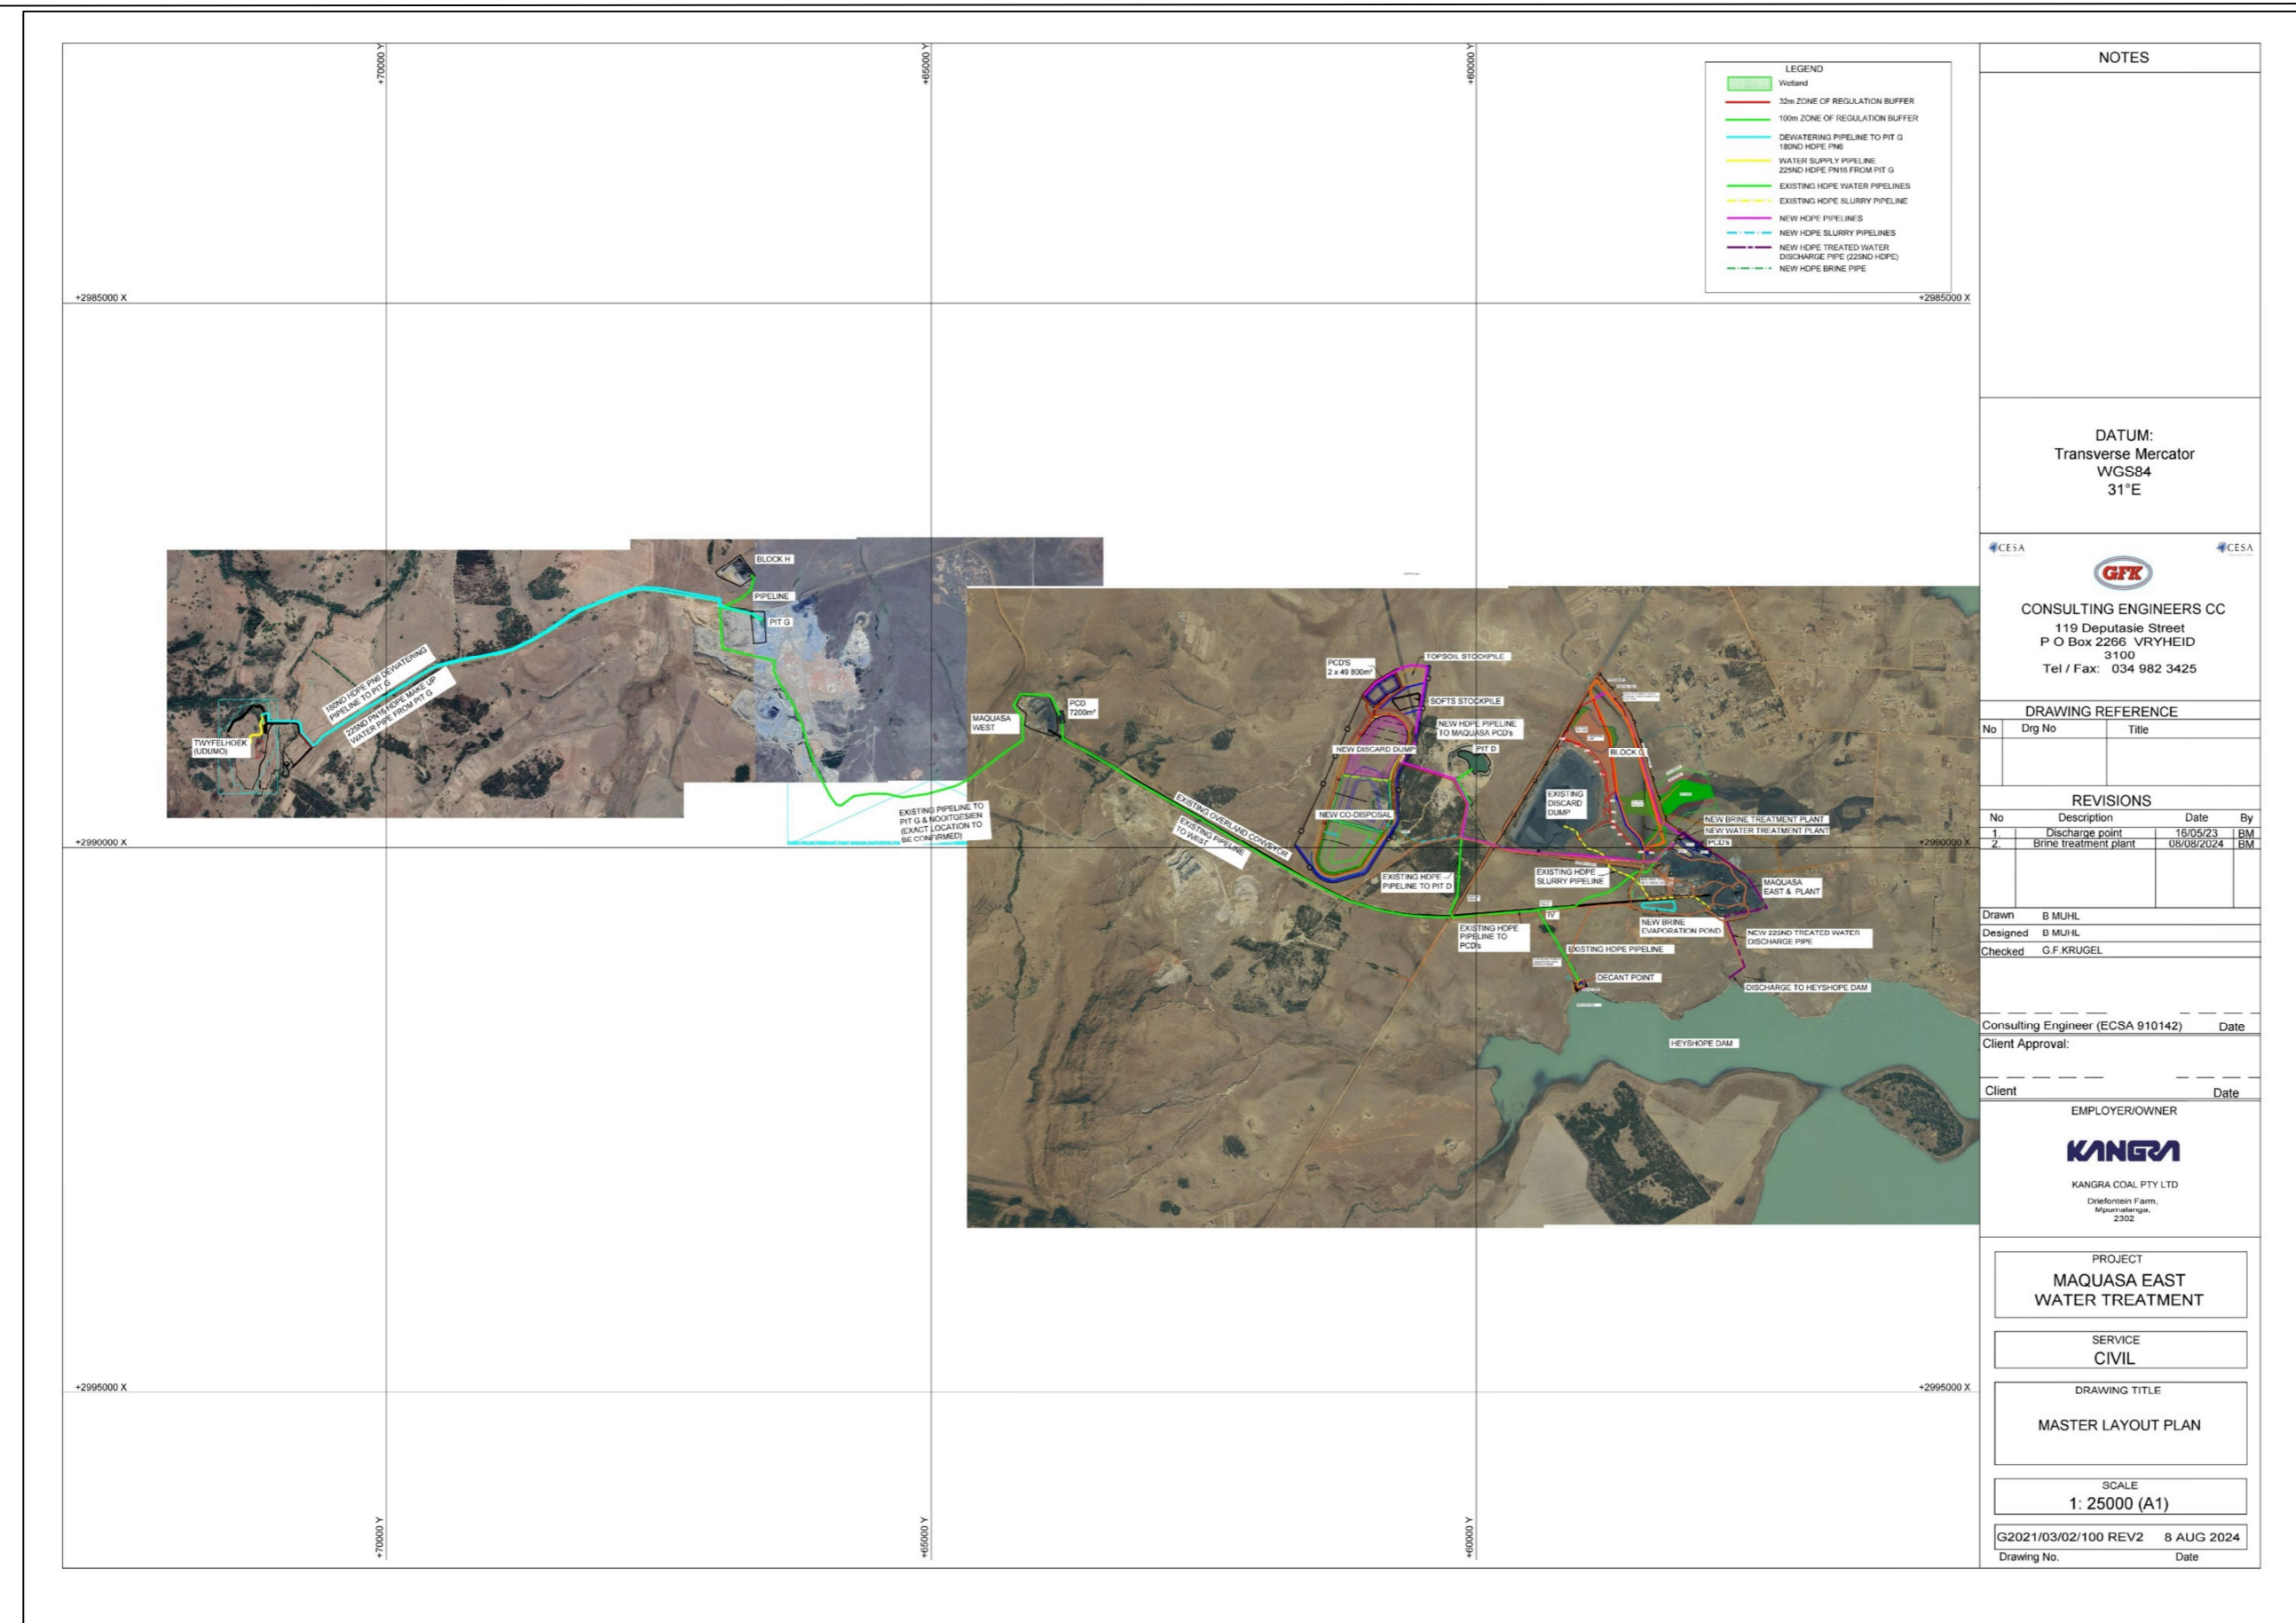 +70000 Y
+65000 Y
+60000 Y
LEGEND
Wetland
32m ZONE OF REGULATION BUFFER
100m ZONE OF REGULATION BUFFER
DEWATERING PIPELINE TO PIT G
180ND HDPE PN6
WATER SUPPLY PIPELINE
225ND HDPE PN16 FROM PIT G
EXISTING HDPE WATER PIPELINES
EXISTING HDPE SLURRY PIPELINE
NEW HDPE PIPELINES
NEW HDPE SLURRY PIPELINES
NEW HDPE TREATED WATER
DISCHARGE PIPE (225ND HDPE)
NEW HDPE BRINE PIPE
+2985000 X
+2985000 X
BLOCK H
PIPELINE
PIT G
180ND HDPE PN6 DEWATERING
PIPELINE TO PIT G
225ND PN16 HDPE MAKE UP
WATER PIPE FROM PIT G
TWYFELHOEK
(UDUMO)
MAQUASA
WEST
PCD
7200m³
PCD'S
2 x 49 800m³
TOPSOIL STOCKPILE
SOFTS STOCKPILE
NEW HDPE PIPELINE
TO MAQUASA PCD's
NEW DISCARD DUMP
PIT D
BLOCK C
EXISTING
DISCARD
DUMP
NEW CO-DISPOSAL
EXISTING PIPELINE TO
PIT G & NOOITGESIEN
(EXACT LOCATION TO
BE CONFIRMED)
EXISTING OVERLAND CONVEYOR
EXISTING PIPELINE
TO WEST
NEW BRINE TREATMENT PLANT
NEW WATER TREATMENT PLANT
PCD's
+2990000 X
+2990000 X
EXISTING HDPE
PIPELINE TO PIT D
EXISTING HDPE
SLURRY PIPELINE
MAQUASA
EAST & PLANT
EXISTING HDPE
PIPELINE TO
PCD's
NEW BRINE
EVAPORATION POND
EXISTING HDPE PIPELINE
NEW 225ND TREATED WATER
DISCHARGE PIPE
DECANT POINT
DISCHARGE TO HEYSHOPE DAM
HEYSHOPE DAM
+2995000 X
+2995000 X
+70000 Y
+65000 Y
+60000 Y
NOTES
DATUM:
Transverse Mercator
WGS84
31°E
CESA
CESA
GFK
CONSULTING ENGINEERS CC
119 Deputasie Street
P O Box 2266 VRYHEID
3100
Tel / Fax: 034 982 3425
DRAWING REFERENCE
No Drg No Title
REVISIONS
No Description Date By
1. Discharge point 16/05/23 BM
2. Brine treatment plant 08/08/2024 BM
Drawn B MUHL
Designed B MUHL
Checked G.F.KRUGEL
Consulting Engineer (ECSA 910142) Date
Client Approval:
Client Date
EMPLOYER/OWNER
KANGRA
KANGRA COAL PTY LTD
Driefontein Farm,
Mpumalanga,
2302
PROJECT
MAQUASA EAST
WATER TREATMENT
SERVICE
CIVIL
DRAWING TITLE
MASTER LAYOUT PLAN
SCALE
1: 25000 (A1)
G2021/03/02/100 REV2 8 AUG 2024
Drawing No. Date